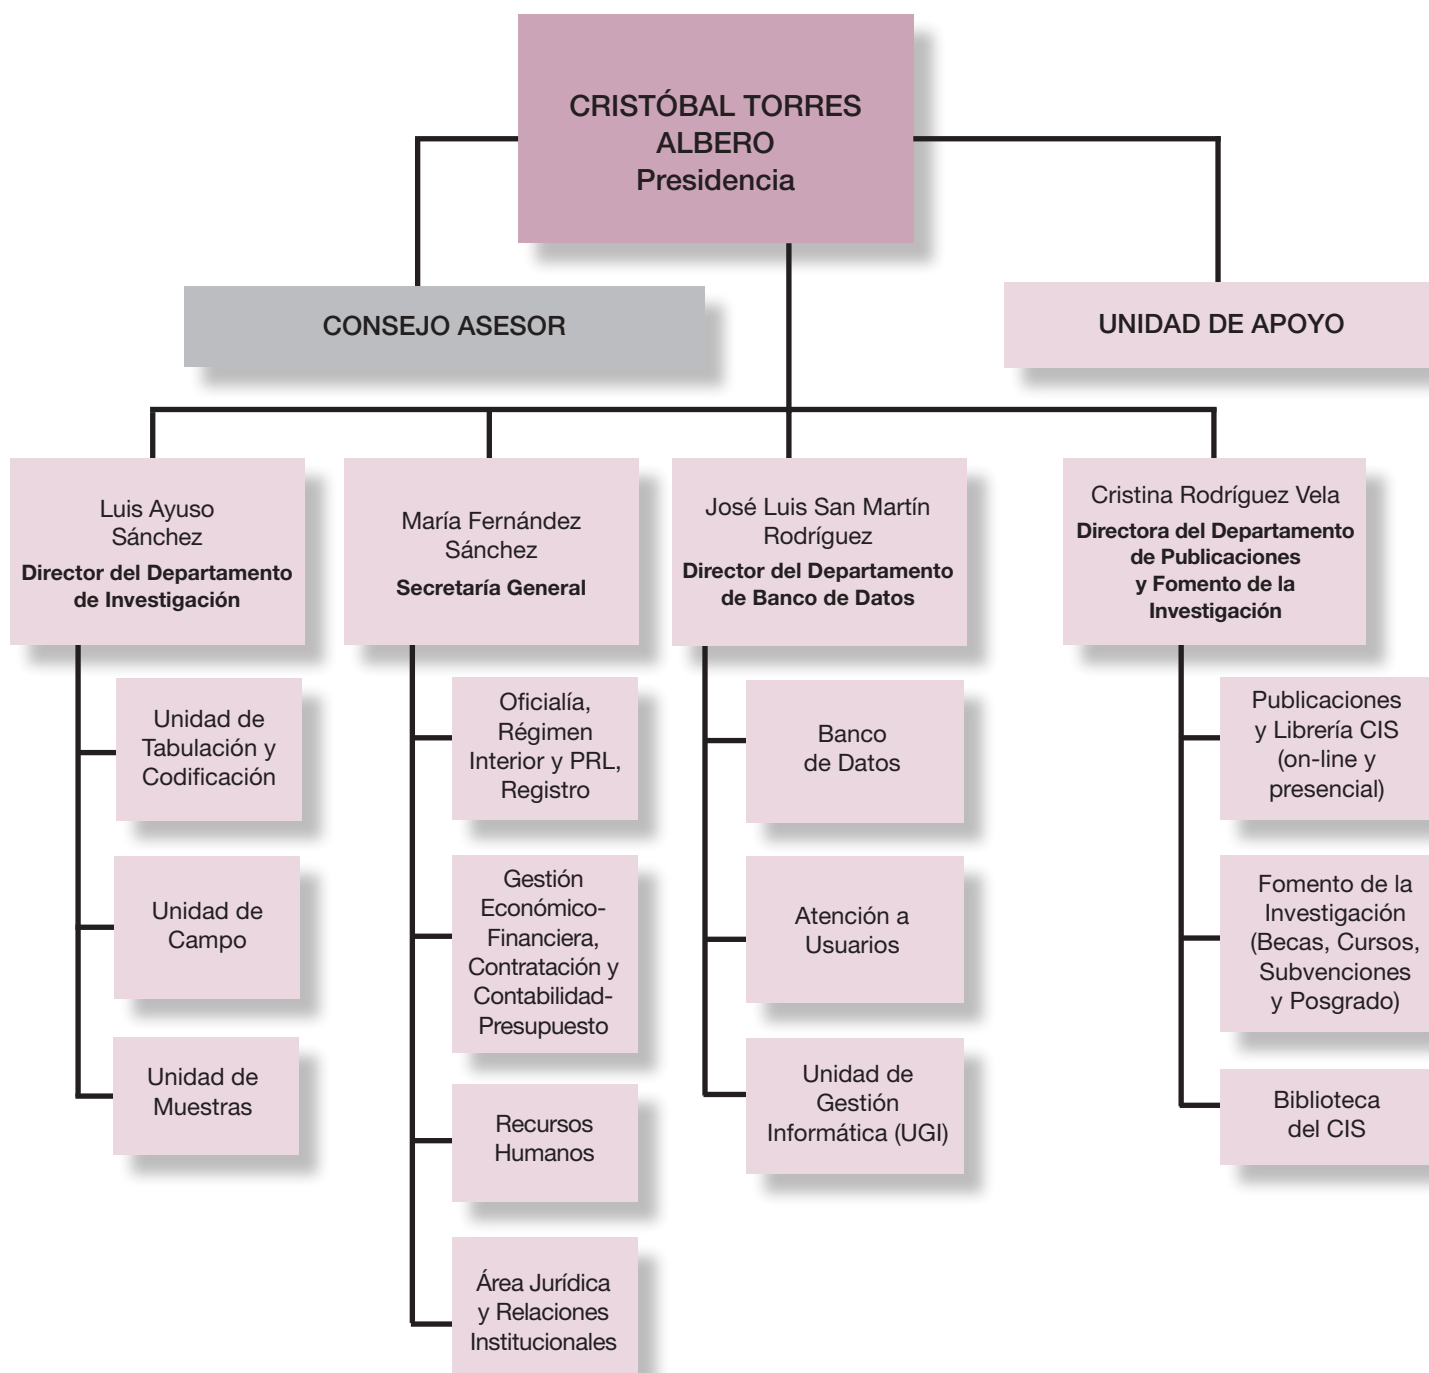 CRISTÓBAL TORRES
ALBERO
Presidencia
CONSEJO ASESOR
UNIDAD DE APOYO
Luis Ayuso
Sánchez
Director del Departamento
de Investigación
María Fernández
Sánchez
Secretaría General
José Luis San Martín
Rodríguez
Director del Departamento
de Banco de Datos
Cristina Rodríguez Vela
Directora del Departamento
de Publicaciones
y Fomento de la
Investigación
Unidad de
Tabulación y
Codificación
Unidad de
Campo
Unidad de
Muestras
Oficialía,
Régimen
Interior y PRL,
Registro
Gestión
Económico-
Financiera,
Contratación y
Contabilidad-
Presupuesto
Recursos
Humanos
Área Jurídica
y Relaciones
Institucionales
Banco
de Datos
Atención a
Usuarios
Unidad de
Gestión
Informática (UGI)
Publicaciones
y Librería CIS
(on-line y
presencial)
Fomento de la
Investigación
(Becas, Cursos,
Subvenciones
y Posgrado)
Biblioteca
del CIS